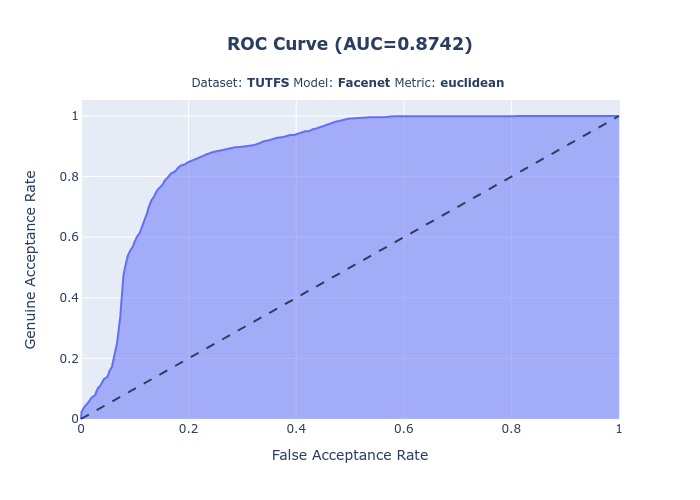 ROC Curve (AUC=0.8742)
Dataset: TUTFS Model: Facenet Metric: euclidean
Genuine Acceptance Rate
1
0.8
0.6
0.4
0.2
0
0 0.2 0.4 0.6 0.8 1
False Acceptance Rate